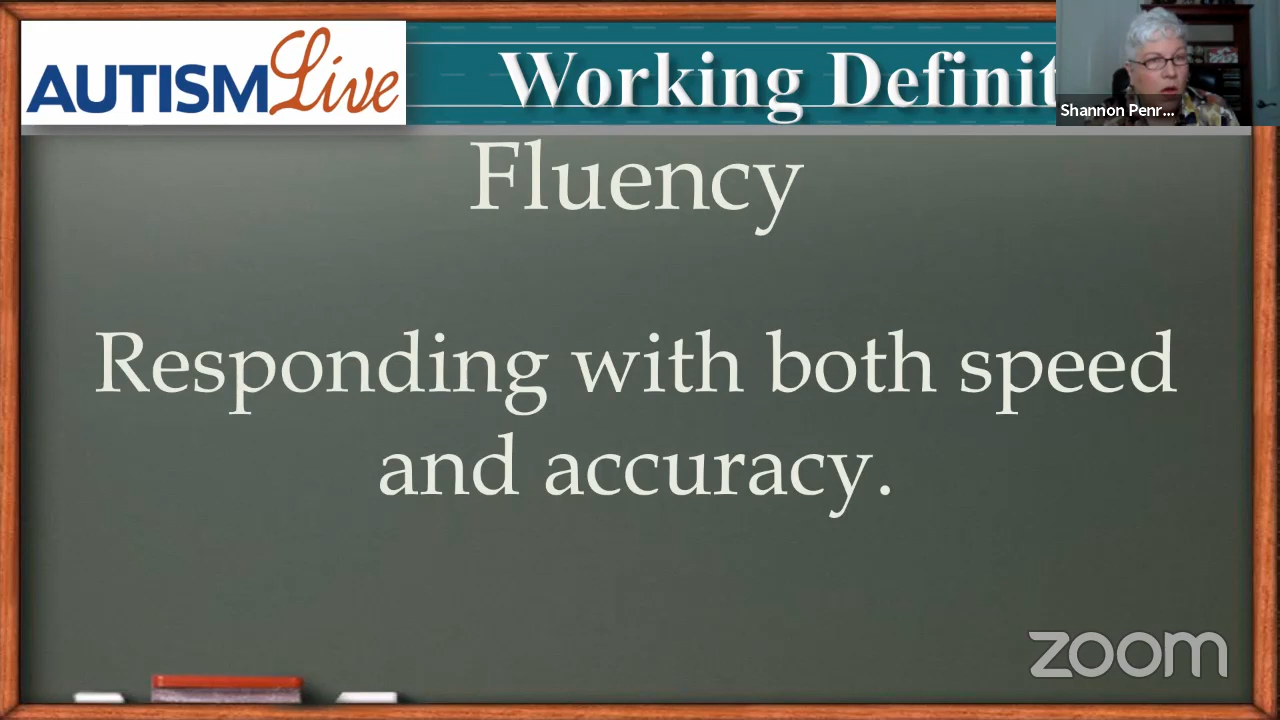 AUTISM Live
Working Definit
Shannon Penr...
Fluency
Responding with both speed
and accuracy.
zoom